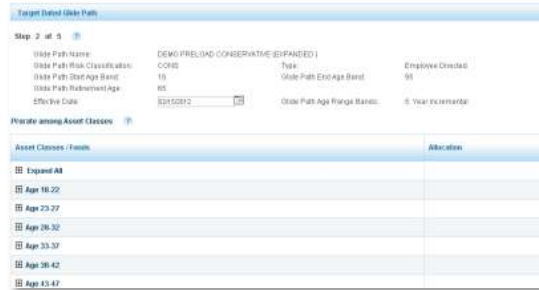 Target Dated Glide Path
Step 2 of 5
Glide Path Name: DEMO PRELOAD CONSERVATIVE (EXPANDED )
Glide Path Risk Classification: CONS Type: Employee Directed
Glide Path Start Age Band: 18 Glide Path End Age Band: 95
Glide Path Retirement Age: 65
Effective Date: Glide Path Age Range Bands: 5 Year Incremental
Prorate among Asset Classes
Asset Classes / Funds Allocation
Expand All
Age 18-22
Age 23-27
Age 28-32
Age 33-37
Age 38-42
Age 43-47